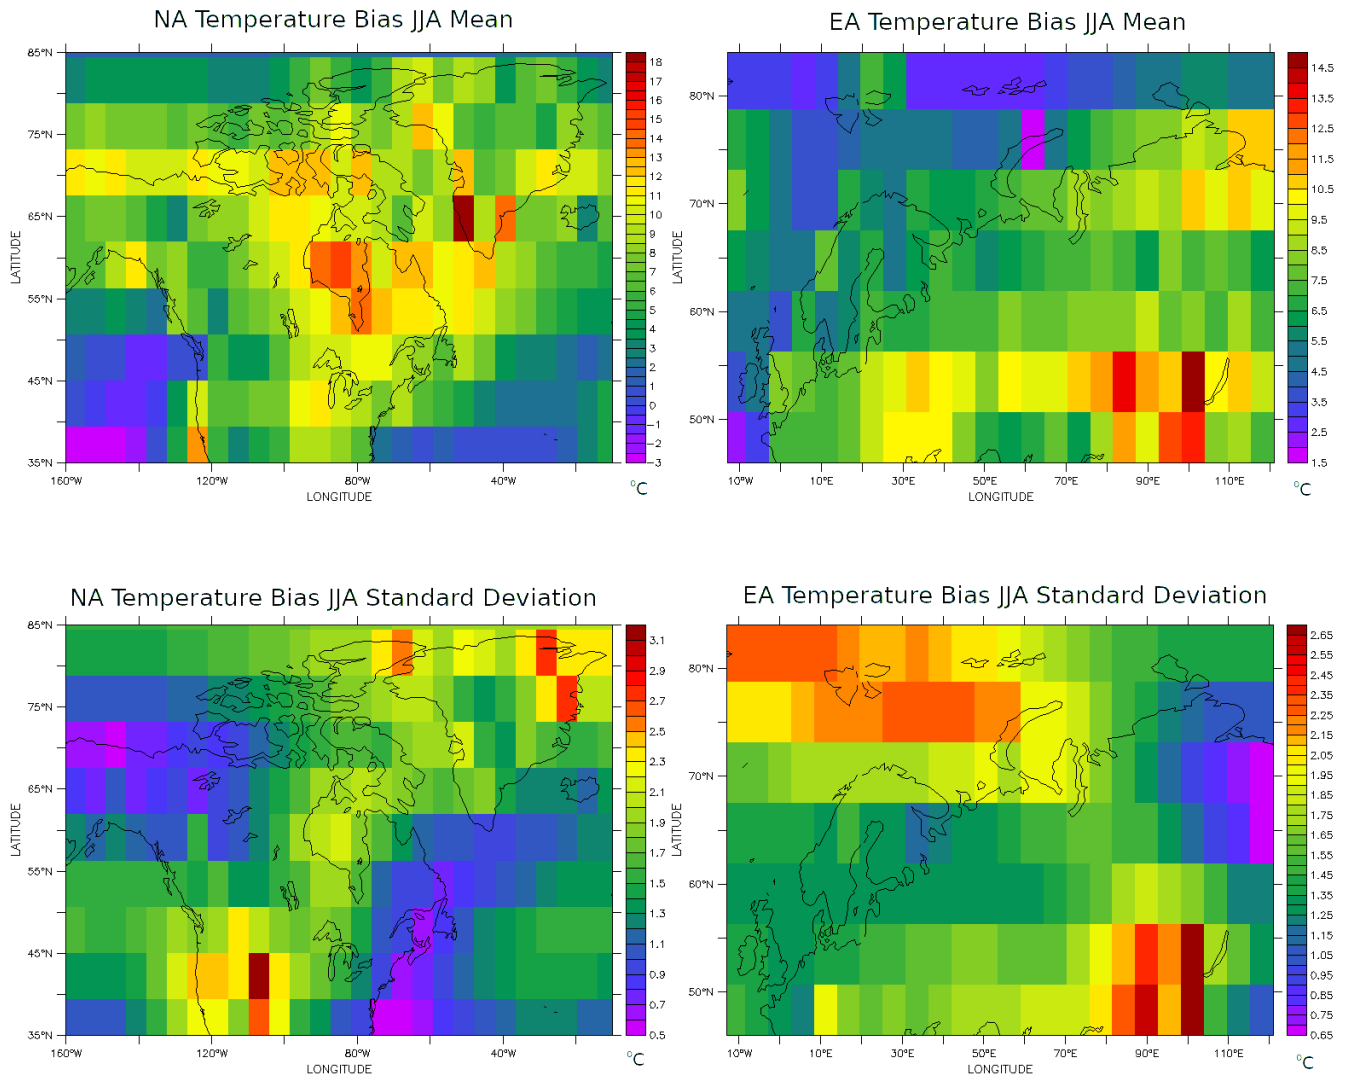 NA Temperature Bias JJA Mean
85°N
75°N
65°N
55°N
45°N
35°N
LATITUDE
160°W
120°W
80°W
40°W
LONGITUDE
18
17
16
15
14
13
12
11
10
9
8
7
6
5
4
3
2
1
0
−1
−2
−3
°C
EA Temperature Bias JJA Mean
80°N
70°N
60°N
50°N
LATITUDE
10°W
10°E
30°E
50°E
70°E
90°E
110°E
LONGITUDE
14.5
13.5
12.5
11.5
10.5
9.5
8.5
7.5
6.5
5.5
4.5
3.5
2.5
1.5
°C
NA Temperature Bias JJA Standard Deviation
85°N
75°N
65°N
55°N
45°N
35°N
LATITUDE
160°W
120°W
80°W
40°W
LONGITUDE
3.1
2.9
2.7
2.5
2.3
2.1
1.9
1.7
1.5
1.3
1.1
0.9
0.7
0.5
°C
EA Temperature Bias JJA Standard Deviation
80°N
70°N
60°N
50°N
LATITUDE
10°W
10°E
30°E
50°E
70°E
90°E
110°E
LONGITUDE
2.65
2.55
2.45
2.35
2.25
2.15
2.05
1.95
1.85
1.75
1.65
1.55
1.45
1.35
1.25
1.15
1.05
0.95
0.85
0.75
0.65
°C